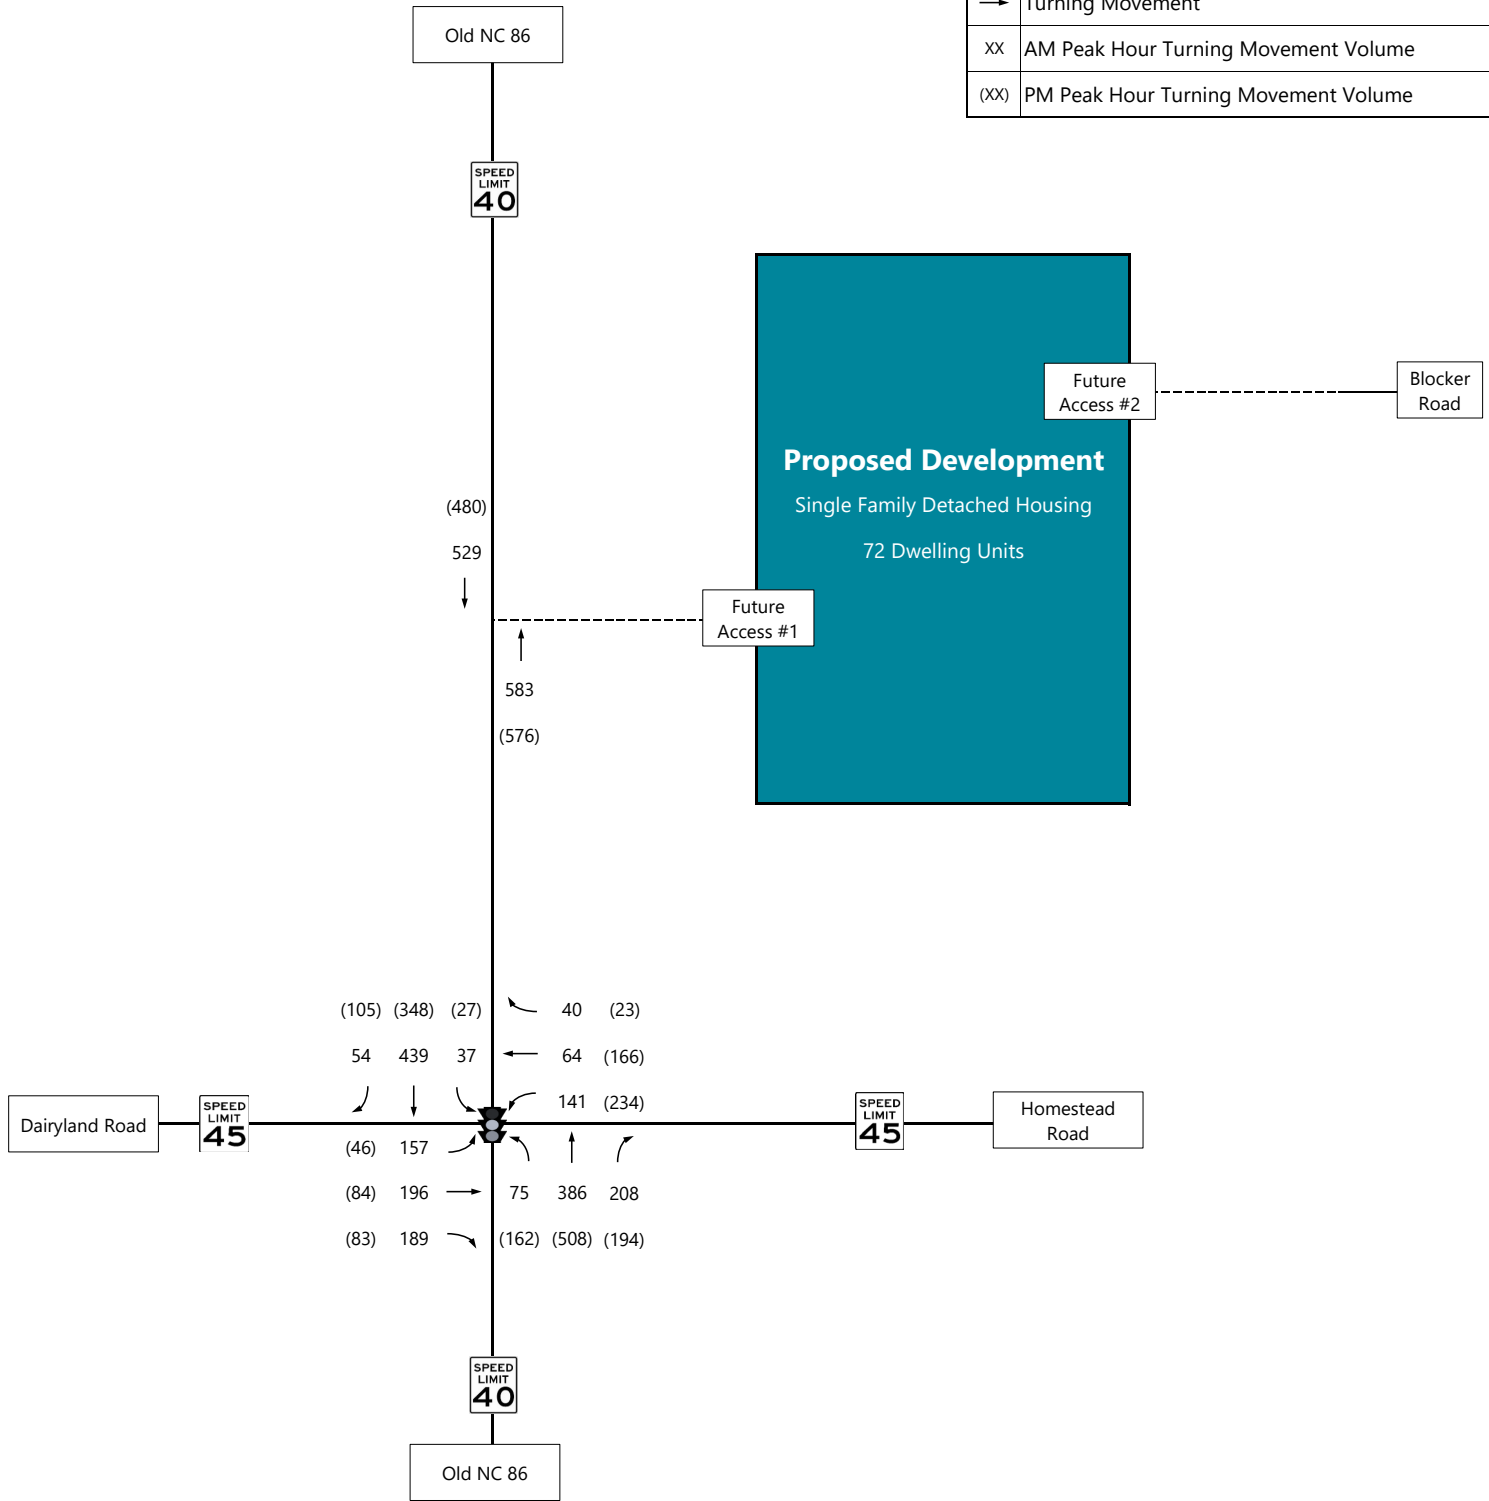 Turning Movement
XX AM Peak Hour Turning Movement Volume
(XX) PM Peak Hour Turning Movement Volume
Old NC 86
SPEED
LIMIT
40
Future
Access #2
Blocker
Road
Proposed Development
Single Family Detached Housing
72 Dwelling Units
(480)
529
Future
Access #1
583
(576)
(105) (348) (27) 40 (23)
54 439 37 64 (166)
141 (234)
Dairyland Road
SPEED
LIMIT
45
SPEED
LIMIT
45
Homestead
Road
(46) 157
(84) 196 75 386 208
(83) 189 (162) (508) (194)
SPEED
LIMIT
40
Old NC 86